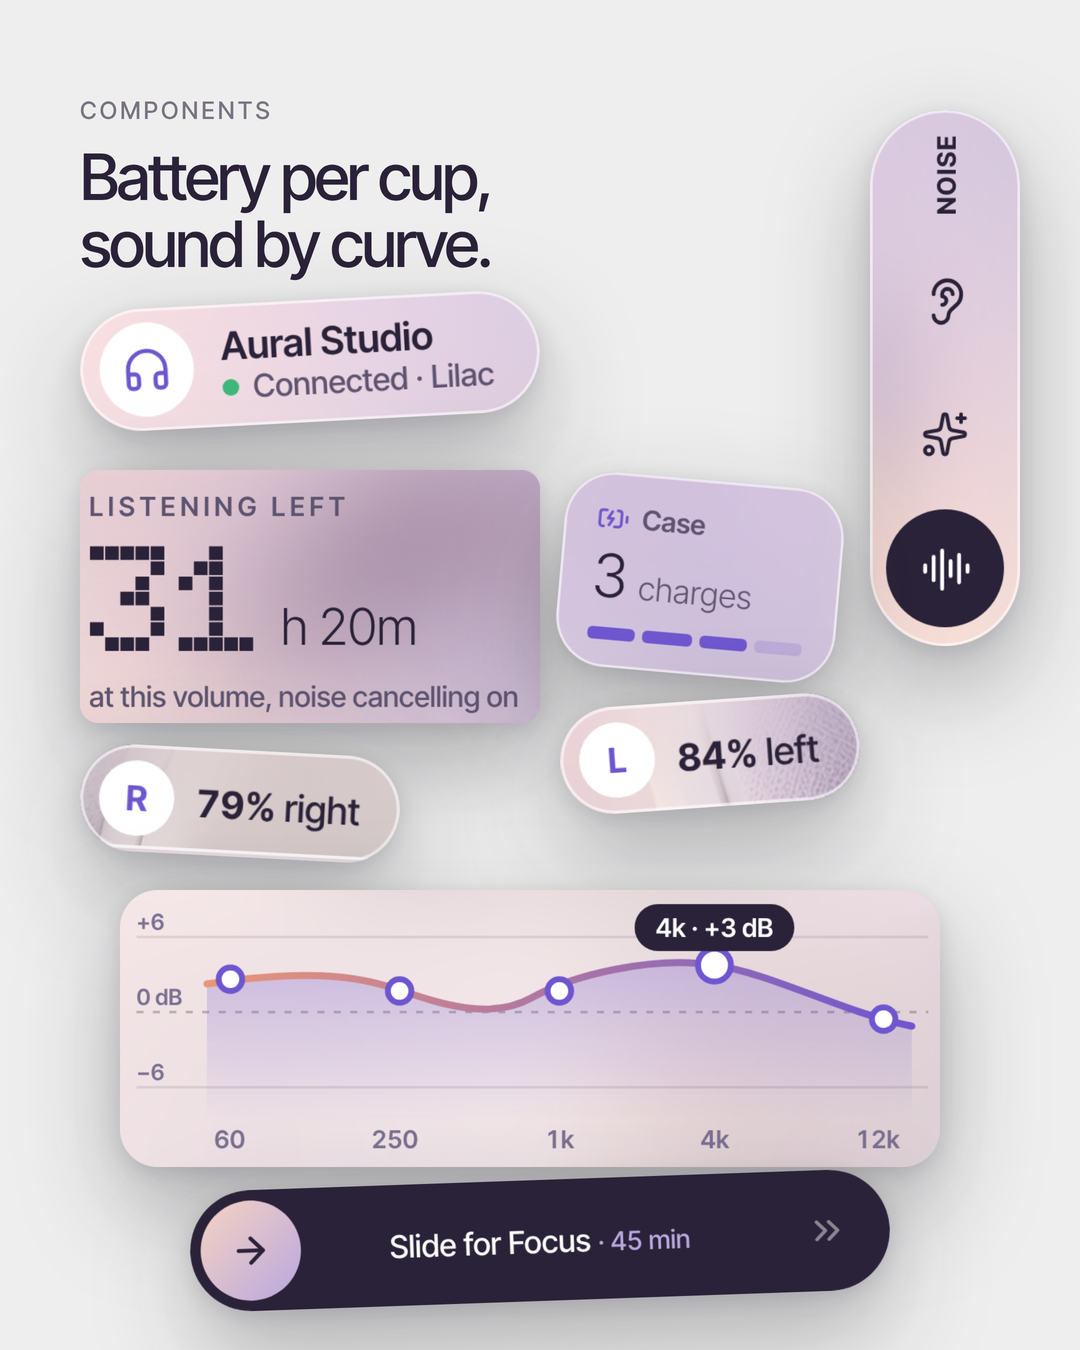 COMPONENTS
Battery per cup,
sound by curve.
NOISE
Aural Studio
Connected · Lilac
LISTENING LEFT
31 h 20m
at this volume, noise cancelling on
Case
3 charges
L 84% left
R 79% right
+6
4k · +3 dB
0 dB
−6
60 250 1k 4k 12k
Slide for Focus · 45 min